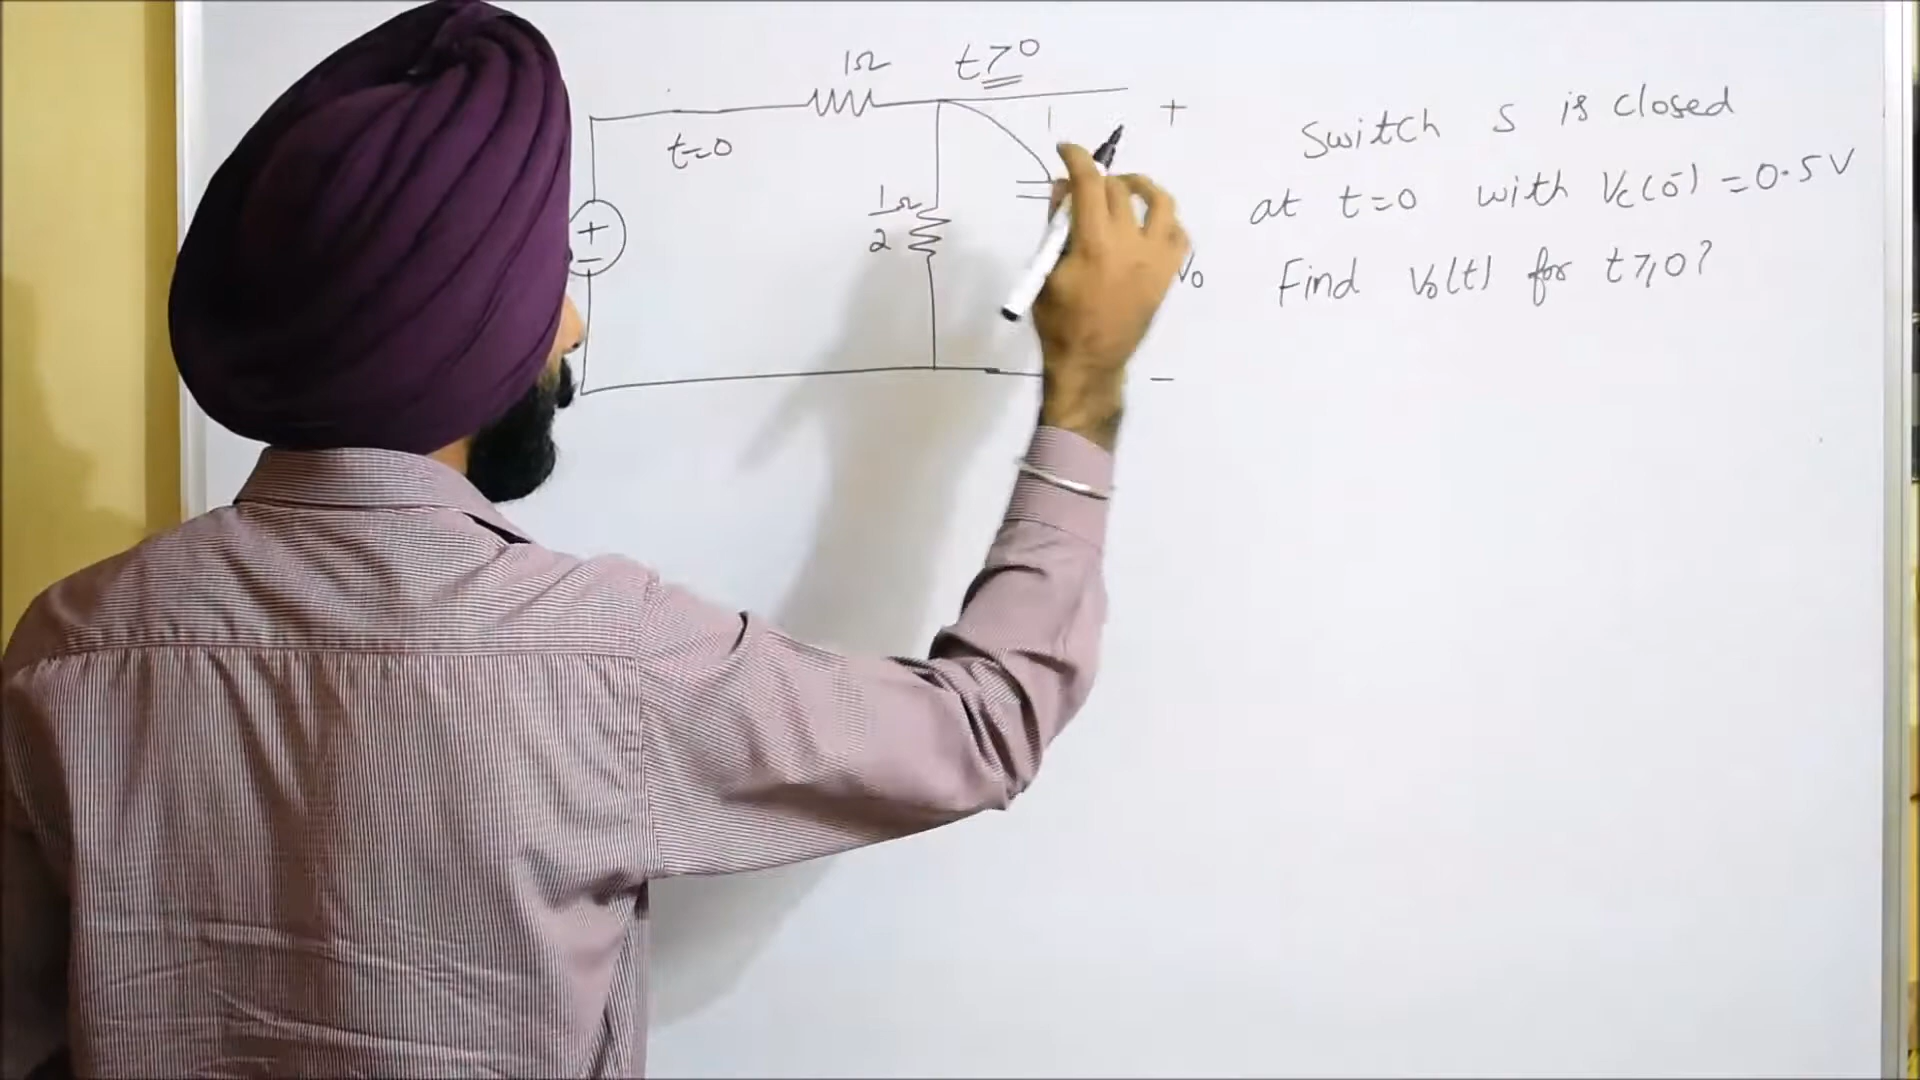 1Ω
t>0
t=0
+
1/2 Ω
+
-
V0
-
Switch S is closed
at t=0 with Vc(0-) = 0.5V
Find V0(t) for t≥0?